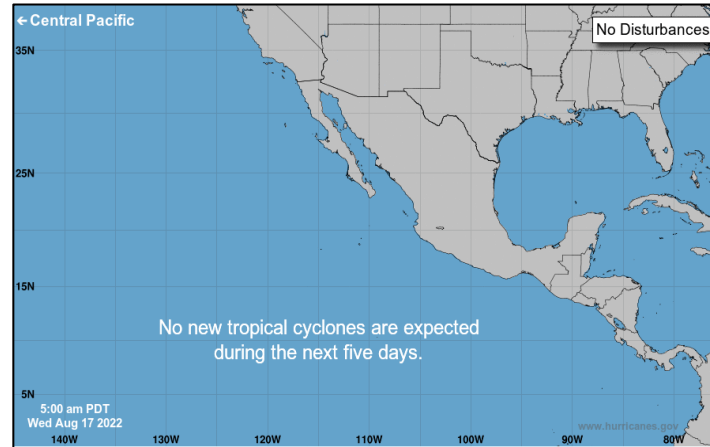 ← Central Pacific
No Disturbances
35N
25N
15N
No new tropical cyclones are expected
during the next five days.
5N
5:00 am PDT
Wed Aug 17 2022
www.hurricanes.gov
140W 130W 120W 110W 100W 90W 80W